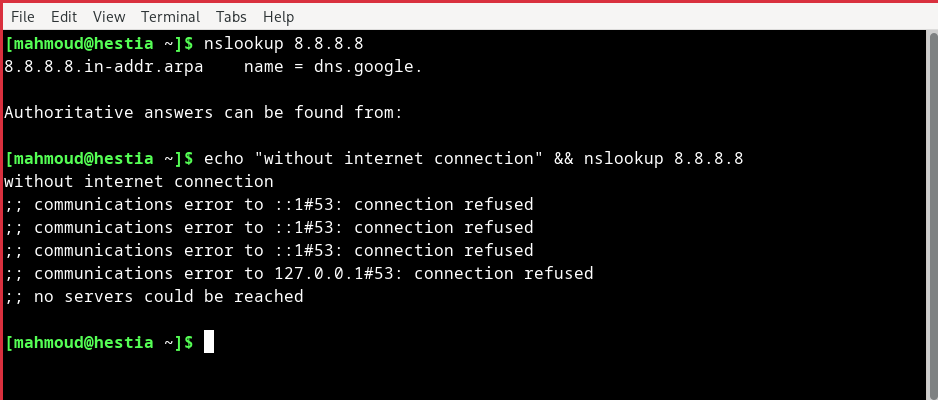 File Edit View Terminal Tabs Help
[mahmoud@hestia ~]$ nslookup 8.8.8.8
8.8.8.8.in-addr.arpa    name = dns.google.
Authoritative answers can be found from:
[mahmoud@hestia ~]$ echo "without internet connection" && nslookup 8.8.8.8
without internet connection
;; communications error to ::1#53: connection refused
;; communications error to ::1#53: connection refused
;; communications error to ::1#53: connection refused
;; communications error to 127.0.0.1#53: connection refused
;; no servers could be reached
[mahmoud@hestia ~]$